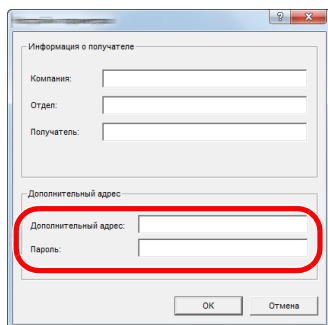 Информация о получателе
Компания:
Отдел:
Получатель:
Дополнительный адрес
Дополнительный адрес:
Пароль:
OK
Отмена